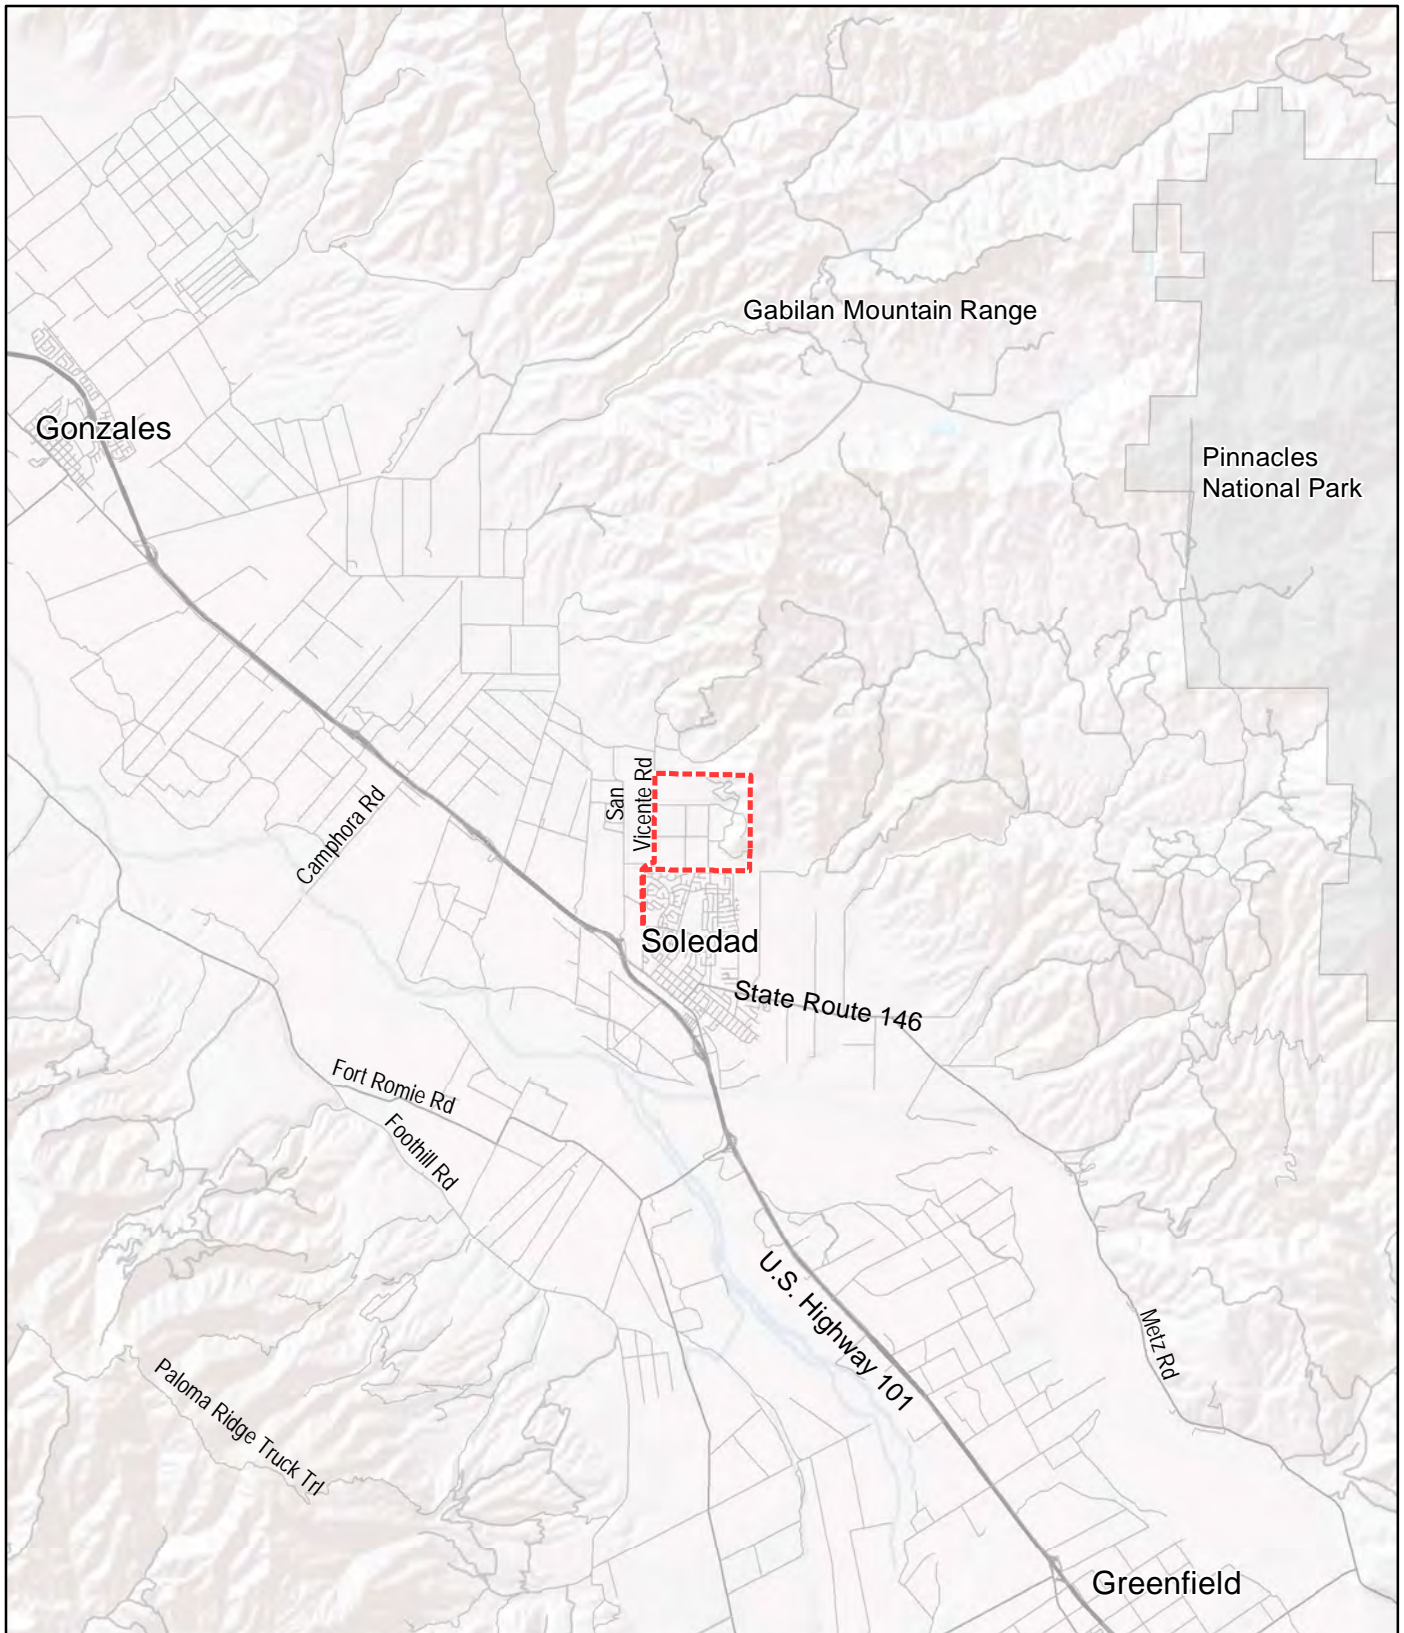 Gabilan Mountain Range
Gonzales
Pinnacles
National Park
San
Vicente Rd
Camphora Rd
Soledad
State Route 146
Fort Romie Rd
Foothill Rd
U.S. Highway 101
Metz Rd
Paloma Ridge Truck Trl
Greenfield